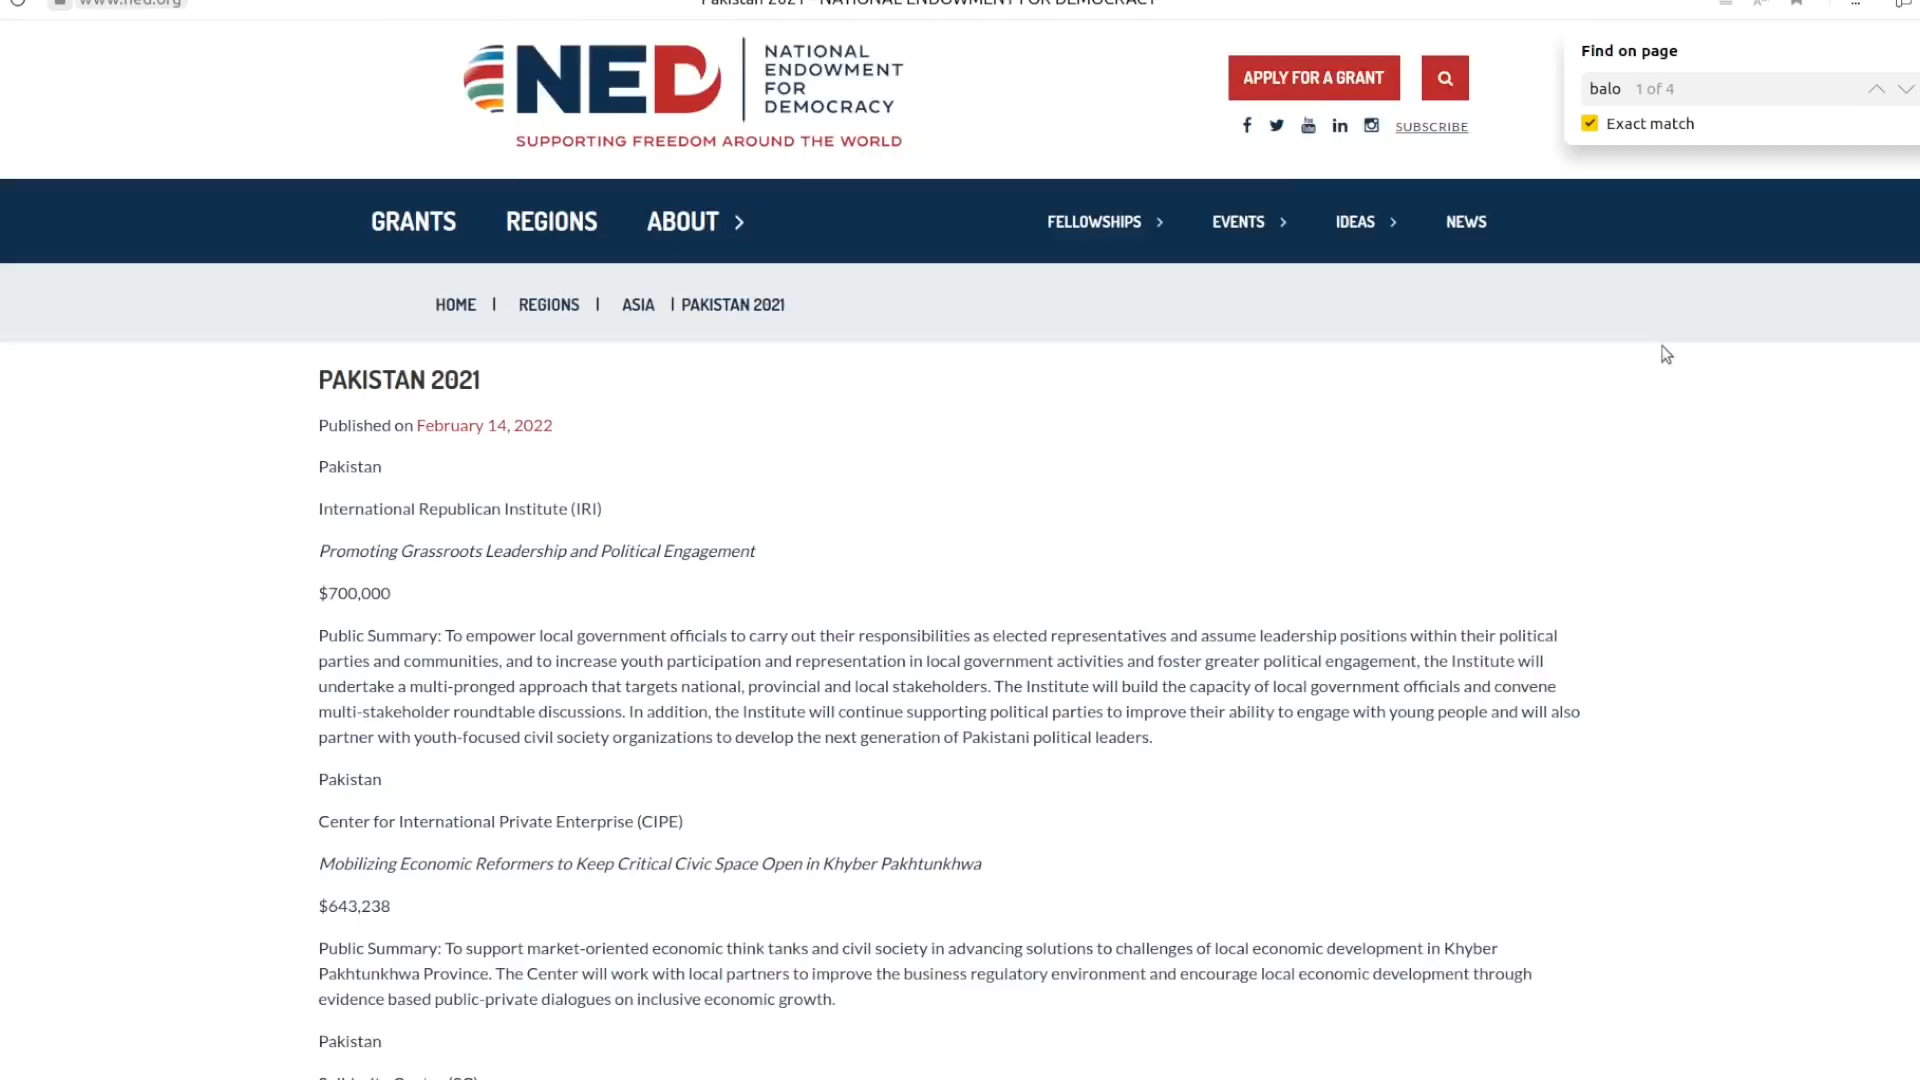 www.ned.org
Pakistan 2021 - NATIONAL ENDOWMENT FOR DEMOCRACY
NED
NATIONAL
ENDOWMENT
FOR
DEMOCRACY
SUPPORTING FREEDOM AROUND THE WORLD
APPLY FOR A GRANT
SUBSCRIBE
Find on page
balo 1 of 4
Exact match
GRANTS REGIONS ABOUT
FELLOWSHIPS EVENTS IDEAS NEWS
HOME | REGIONS | ASIA | PAKISTAN 2021
PAKISTAN 2021
Published on February 14, 2022
Pakistan
International Republican Institute (IRI)
Promoting Grassroots Leadership and Political Engagement
$700,000
Public Summary: To empower local government officials to carry out their responsibilities as elected representatives and assume leadership positions within their political
parties and communities, and to increase youth participation and representation in local government activities and foster greater political engagement, the Institute will
undertake a multi-pronged approach that targets national, provincial and local stakeholders. The Institute will build the capacity of local government officials and convene
multi-stakeholder roundtable discussions. In addition, the Institute will continue supporting political parties to improve their ability to engage with young people and will also
partner with youth-focused civil society organizations to develop the next generation of Pakistani political leaders.
Pakistan
Center for International Private Enterprise (CIPE)
Mobilizing Economic Reformers to Keep Critical Civic Space Open in Khyber Pakhtunkhwa
$643,238
Public Summary: To support market-oriented economic think tanks and civil society in advancing solutions to challenges of local economic development in Khyber
Pakhtunkhwa Province. The Center will work with local partners to improve the business regulatory environment and encourage local economic development through
evidence based public-private dialogues on inclusive economic growth.
Pakistan